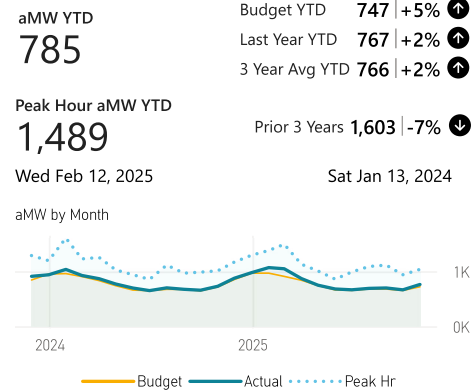 aMW YTD
785
Budget YTD 747 +5%
Last Year YTD 767 +2%
3 Year Avg YTD 766 +2%
Peak Hour aMW YTD
1,489
Prior 3 Years 1,603 -7%
Wed Feb 12, 2025 Sat Jan 13, 2024
aMW by Month
1K
0K
2024 2025
Budget Actual Peak Hr